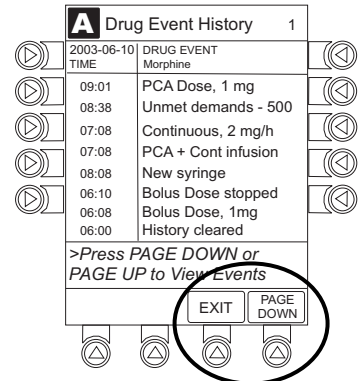 A Drug Event History 1
2003-06-10 DRUG EVENT
TIME Morphine
09:01 PCA Dose, 1 mg
08:38 Unmet demands - 500
07:08 Continuous, 2 mg/h
07:08 PCA + Cont infusion
08:08 New syringe
06:10 Bolus Dose stopped
06:08 Bolus Dose, 1mg
06:00 History cleared
>Press PAGE DOWN or
PAGE UP to View Events
EXIT PAGE
DOWN